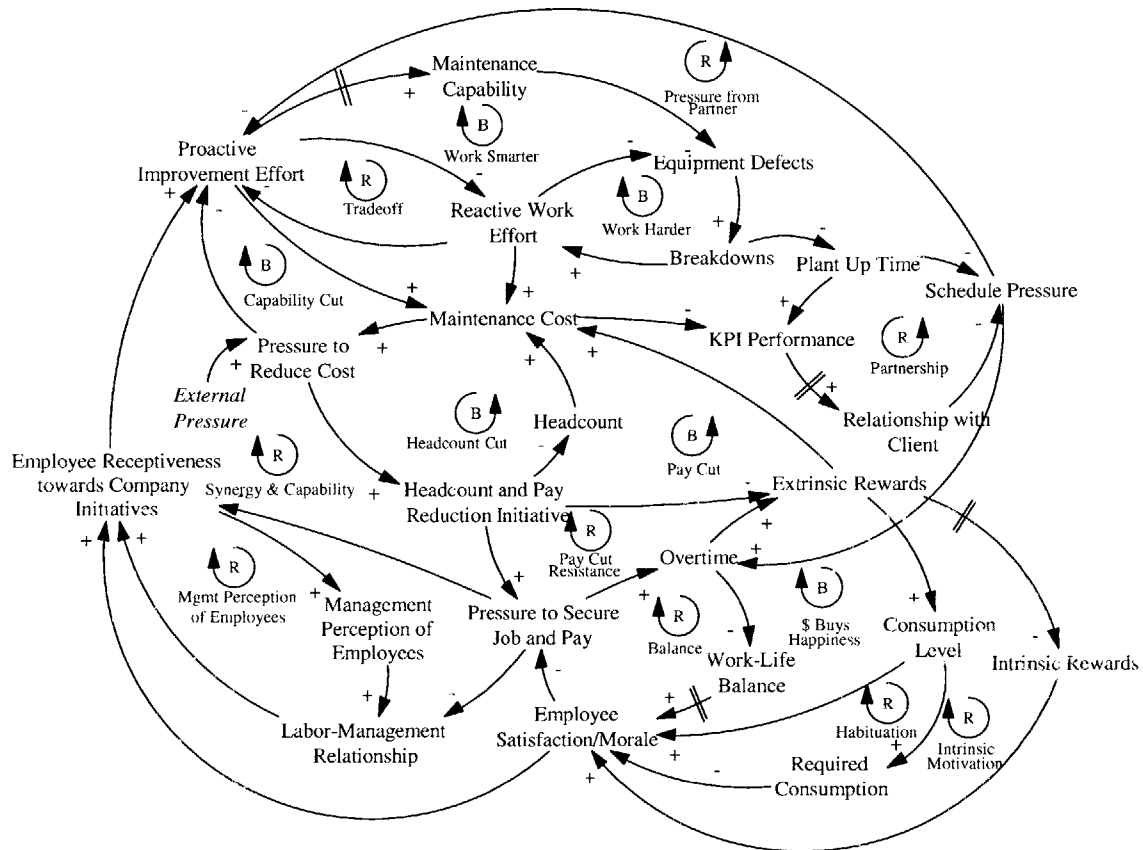 Maintenance
Capability
R
Pressure from
Partner
B
Work Smarter
Proactive
Improvement Effort
R
Tradeoff
Equipment Defects
B
Work Harder
Reactive Work
Effort
B
Capability Cut
Breakdowns
Plant Up Time
Schedule Pressure
Maintenance Cost
KPI Performance
R
Partnership
Pressure to
Reduce Cost
External
Pressure
B
Headcount Cut
Headcount
B
Pay Cut
Relationship with
Client
Employee Receptiveness
towards Company
Initiatives
R
Synergy & Capability
Headcount and Pay
Reduction Initiative
Extrinsic Rewards
R
Pay Cut
Resistance
Overtime
R
Mgmt Perception
of Employees
Management
Perception of
Employees
Pressure to Secure
Job and Pay
R
Balance
B
$ Buys
Happiness
Work-Life
Balance
Consumption
Level
Intrinsic Rewards
Labor-Management
Relationship
Employee
Satisfaction/Morale
R
Habituation
R
Intrinsic
Motivation
Required
Consumption